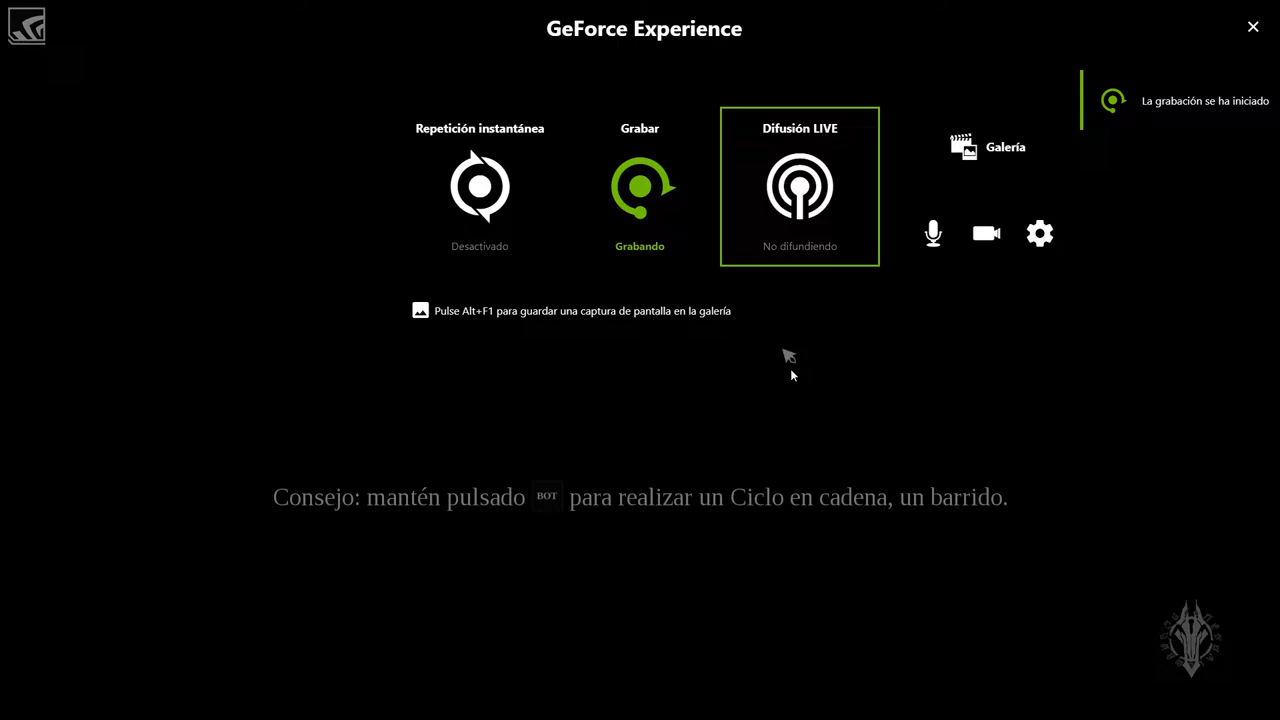 GeForce Experience
La grabación se ha iniciado
Repetición instantánea
Grabar
Difusión LIVE
Galería
Desactivado
Grabando
No difundiendo
Pulse Alt+F1 para guardar una captura de pantalla en la galería
Consejo: mantén pulsado BOT para realizar un Ciclo en cadena, un barrido.